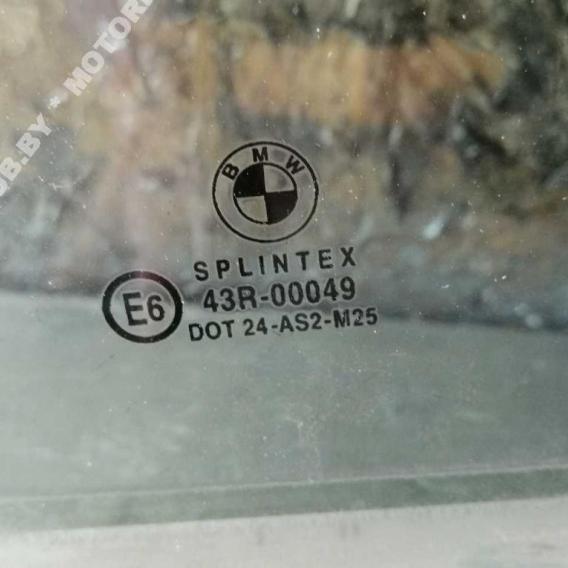 BMW
SPLINTEX
E6 43R-00049
DOT 24-AS2-M25